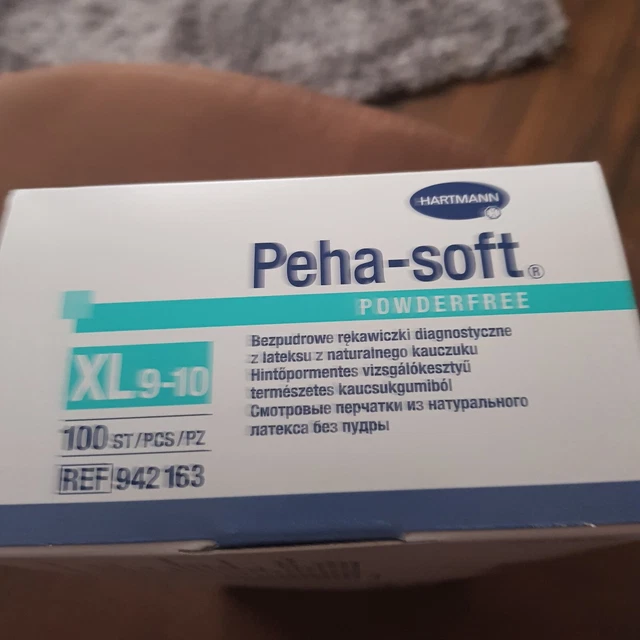 HARTMANN
Peha-soft®
POWDERFREE
Bezpudrowe rękawiczki diagnostyczne
z lateksu z naturalnego kauczuku
Hintőpormentes vizsgálókesztyű
természetes kaucsukgumiból
Смотровые перчатки из натурального
латекса без пудры
XL 9-10
100 ST/PCS/PZ
REF 942 163